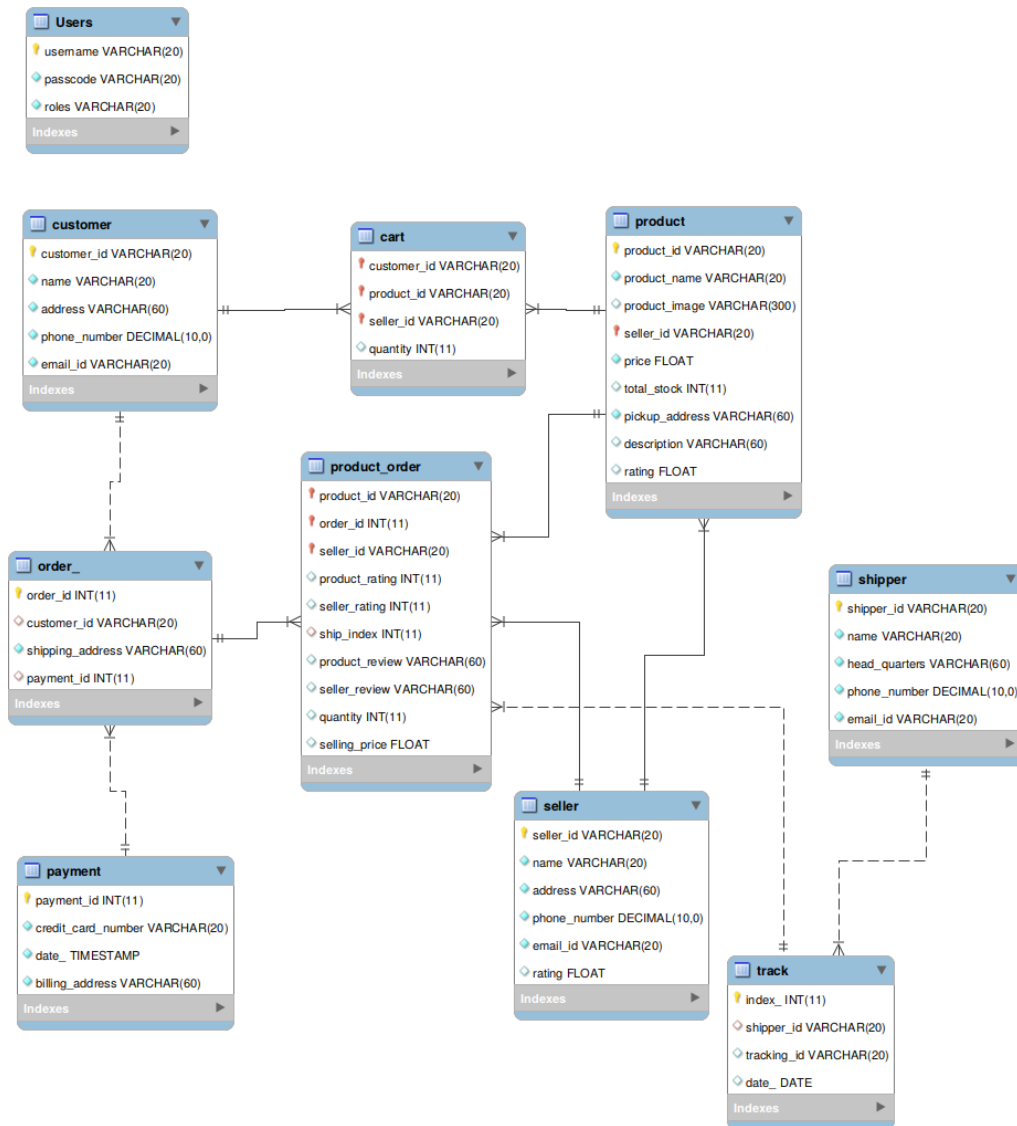 Users
username VARCHAR(20)
passcode VARCHAR(20)
roles VARCHAR(20)
Indexes
customer
customer_id VARCHAR(20)
name VARCHAR(20)
address VARCHAR(60)
phone_number DECIMAL(10,0)
email_id VARCHAR(20)
Indexes
cart
customer_id VARCHAR(20)
product_id VARCHAR(20)
seller_id VARCHAR(20)
quantity INT(11)
Indexes
product
product_id VARCHAR(20)
product_name VARCHAR(20)
product_image VARCHAR(300)
seller_id VARCHAR(20)
price FLOAT
total_stock INT(11)
pickup_address VARCHAR(60)
description VARCHAR(60)
rating FLOAT
Indexes
product_order
product_id VARCHAR(20)
order_id INT(11)
seller_id VARCHAR(20)
product_rating INT(11)
seller_rating INT(11)
ship_index INT(11)
product_review VARCHAR(60)
seller_review VARCHAR(60)
quantity INT(11)
selling_price FLOAT
Indexes
order_
order_id INT(11)
customer_id VARCHAR(20)
shipping_address VARCHAR(60)
payment_id INT(11)
Indexes
shipper
shipper_id VARCHAR(20)
name VARCHAR(20)
head_quarters VARCHAR(60)
phone_number DECIMAL(10,0)
email_id VARCHAR(20)
Indexes
seller
seller_id VARCHAR(20)
name VARCHAR(20)
address VARCHAR(60)
phone_number DECIMAL(10,0)
email_id VARCHAR(20)
rating FLOAT
Indexes
payment
payment_id INT(11)
credit_card_number VARCHAR(20)
date_ TIMESTAMP
billing_address VARCHAR(60)
Indexes
track
index_ INT(11)
shipper_id VARCHAR(20)
tracking_id VARCHAR(20)
date_ DATE
Indexes